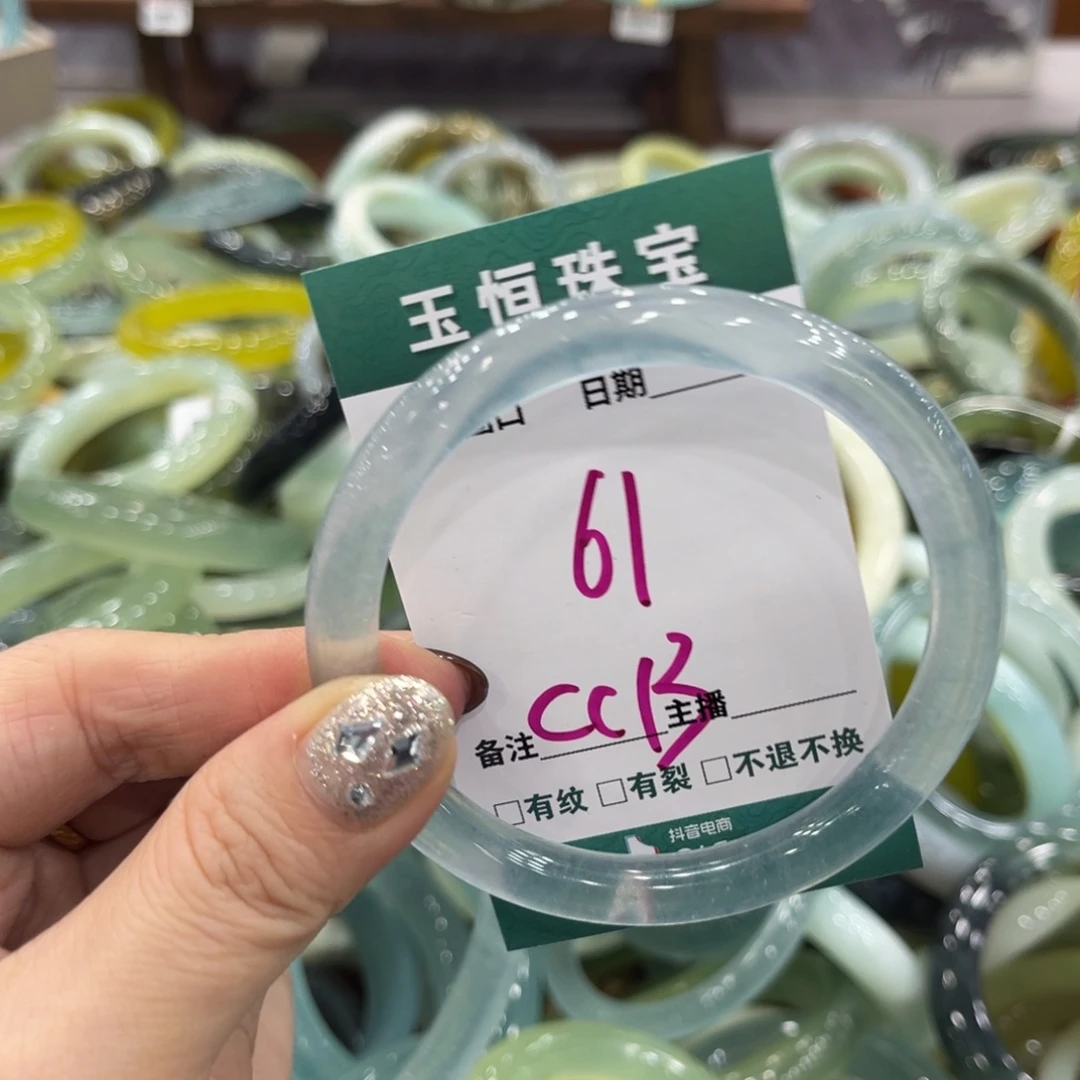 玉恒珠宝
日期
61
CCB
备注 主播
□有纹 □有裂 □不退不换
抖音电商